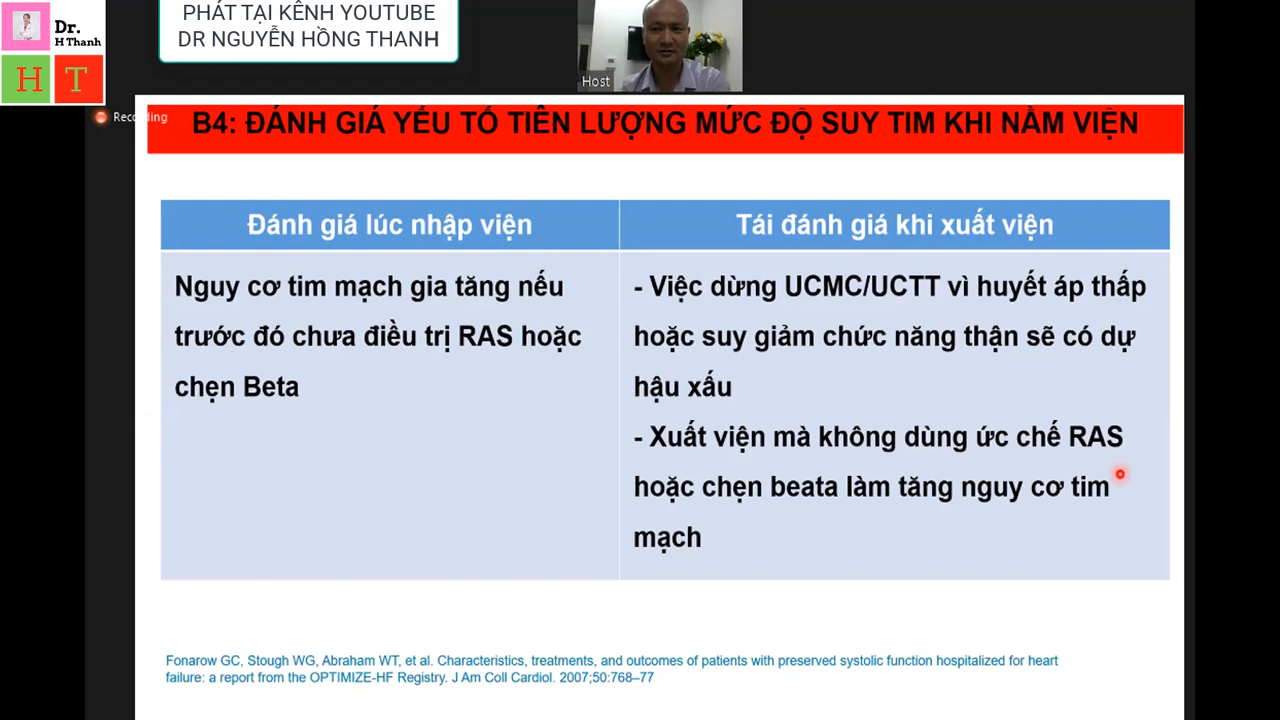 PHÁT TẠI KÊNH YOUTUBE
DR NGUYỄN HỒNG THANH
Dr.
H Thanh
H T
Host
Recording
B4: ĐÁNH GIÁ YẾU TỐ TIÊN LƯỢNG MỨC ĐỘ SUY TIM KHI NẰM VIỆN
Đánh giá lúc nhập viện
Nguy cơ tim mạch gia tăng nếu
trước đó chưa điều trị RAS hoặc
chẹn Beta
Tái đánh giá khi xuất viện
- Việc dừng UCMC/UCTT vì huyết áp thấp
hoặc suy giảm chức năng thận sẽ có dự
hậu xấu
- Xuất viện mà không dùng ức chế RAS
hoặc chẹn beata làm tăng nguy cơ tim
mạch
Fonarow GC, Stough WG, Abraham WT, et al. Characteristics, treatments, and outcomes of patients with preserved systolic function hospitalized for heart
failure: a report from the OPTIMIZE-HF Registry. J Am Coll Cardiol. 2007;50:768–77